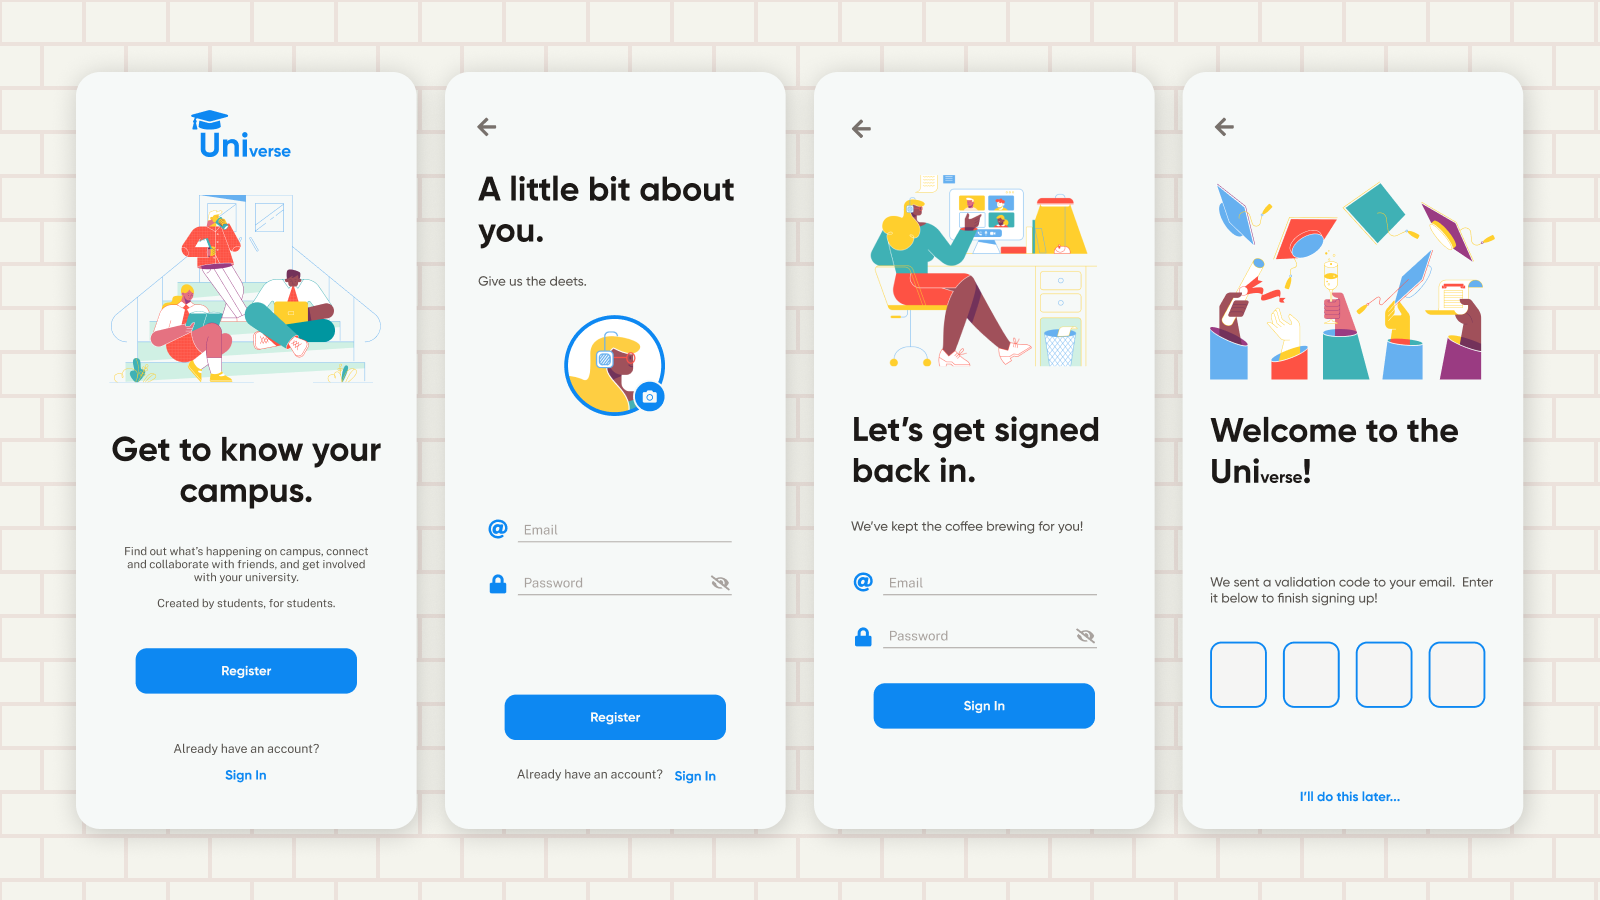 Universe
Get to know your
campus.
Find out what's happening on campus, connect
and collaborate with friends, and get involved
with your university.
Created by students, for students.
Register
Already have an account?
Sign In
A little bit about
you.
Give us the deets.
Email
Password
Register
Already have an account? Sign In
Let's get signed
back in.
We've kept the coffee brewing for you!
Email
Password
Sign In
Welcome to the
Universe!
We sent a validation code to your email.  Enter
it below to finish signing up!
I'll do this later...